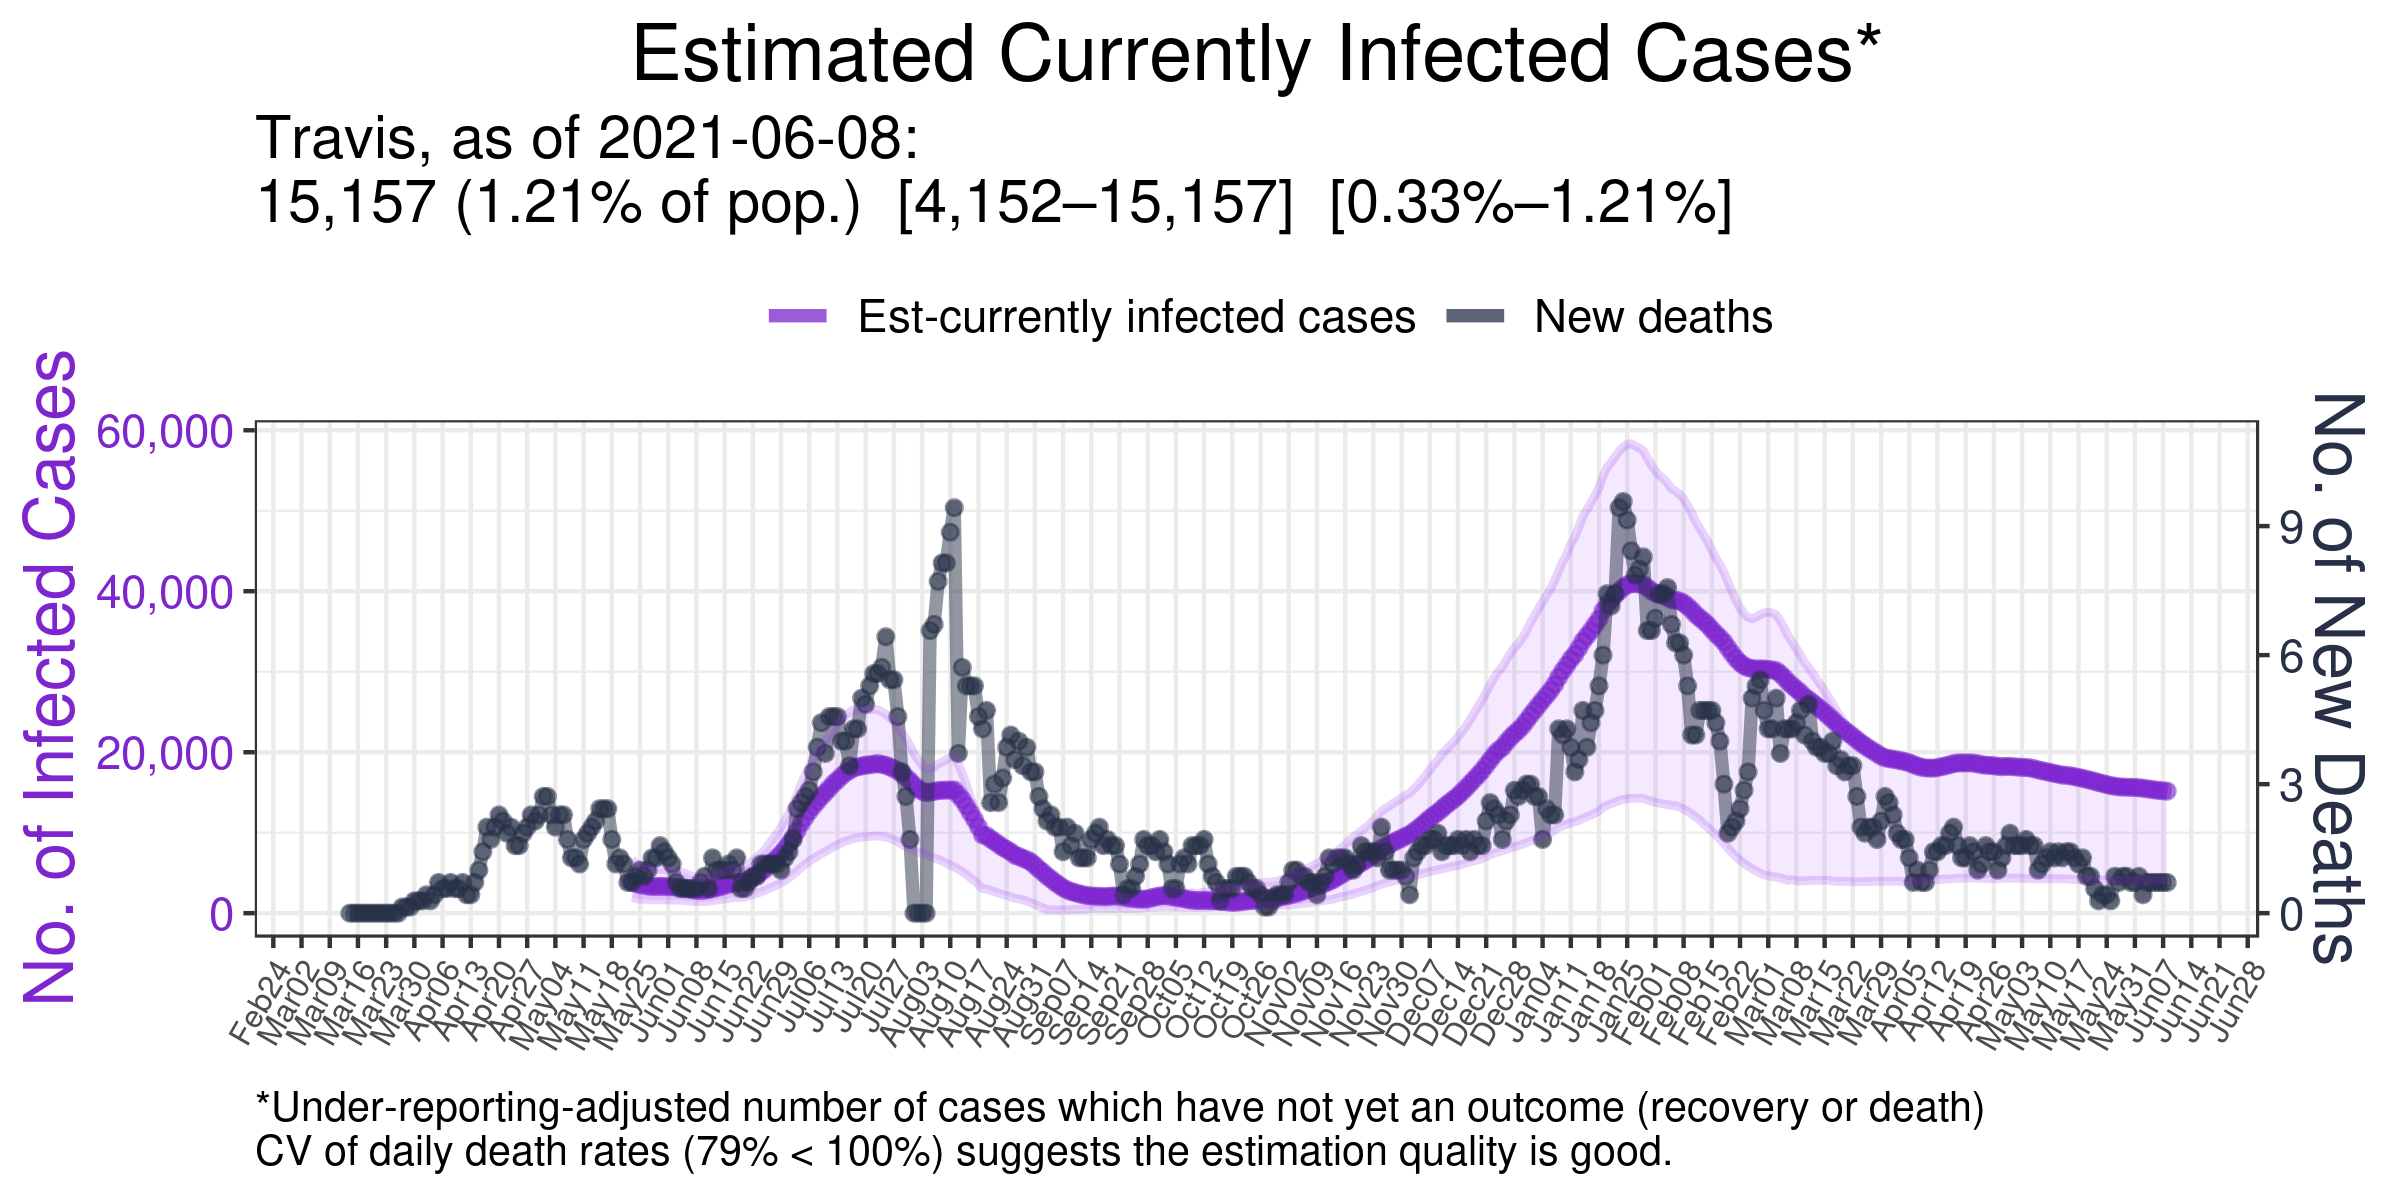 Estimated Currently Infected Cases*
Travis, as of 2021-06-08:
15,157 (1.21% of pop.) [4,152–15,157] [0.33%–1.21%]
Est-currently infected cases
New deaths
No. of Infected Cases
60,000
40,000
20,000
0
No. of New Deaths
9
6
3
0
Feb24
Mar02
Mar09
Mar16
Mar23
Mar30
Apr06
Apr13
Apr20
Apr27
May04
May11
May18
May25
Jun01
Jun08
Jun15
Jun22
Jun29
Jul06
Jul13
Jul20
Jul27
Aug03
Aug10
Aug17
Aug24
Aug31
Sep07
Sep14
Sep21
Sep28
Oct05
Oct12
Oct19
Oct26
Nov02
Nov09
Nov16
Nov23
Nov30
Dec07
Dec14
Dec21
Dec28
Jan04
Jan11
Jan18
Jan25
Feb01
Feb08
Feb15
Feb22
Mar01
Mar08
Mar15
Mar22
Mar29
Apr05
Apr12
Apr19
Apr26
May03
May10
May17
May24
May31
Jun07
Jun14
Jun21
Jun28
*Under-reporting-adjusted number of cases which have not yet an outcome (recovery or death)
CV of daily death rates (79% < 100%) suggests the estimation quality is good.